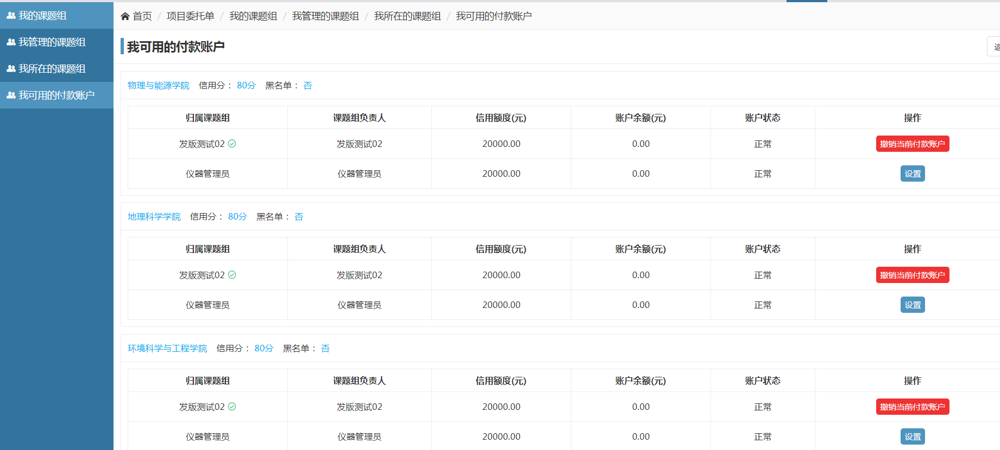 我的课题组
我管理的课题组
我所在的课题组
我可用的付款账户
首页 / 项目委托单 / 我的课题组 / 我管理的课题组 / 我所在的课题组 / 我可用的付款账户
我可用的付款账户
返
物理与能源学院 信用分： 80分 黑名单： 否
归属课题组 课题组负责人 信用额度(元) 账户余额(元) 账户状态 操作
发版测试02 发版测试02 20000.00 0.00 正常 撤销当前付款账户
仪器管理员 仪器管理员 20000.00 0.00 正常 设置
地理科学学院 信用分： 80分 黑名单： 否
归属课题组 课题组负责人 信用额度(元) 账户余额(元) 账户状态 操作
发版测试02 发版测试02 20000.00 0.00 正常 撤销当前付款账户
仪器管理员 仪器管理员 20000.00 0.00 正常 设置
环境科学与工程学院 信用分： 80分 黑名单： 否
归属课题组 课题组负责人 信用额度(元) 账户余额(元) 账户状态 操作
发版测试02 发版测试02 20000.00 0.00 正常 撤销当前付款账户
仪器管理员 仪器管理员 20000.00 0.00 正常 设置